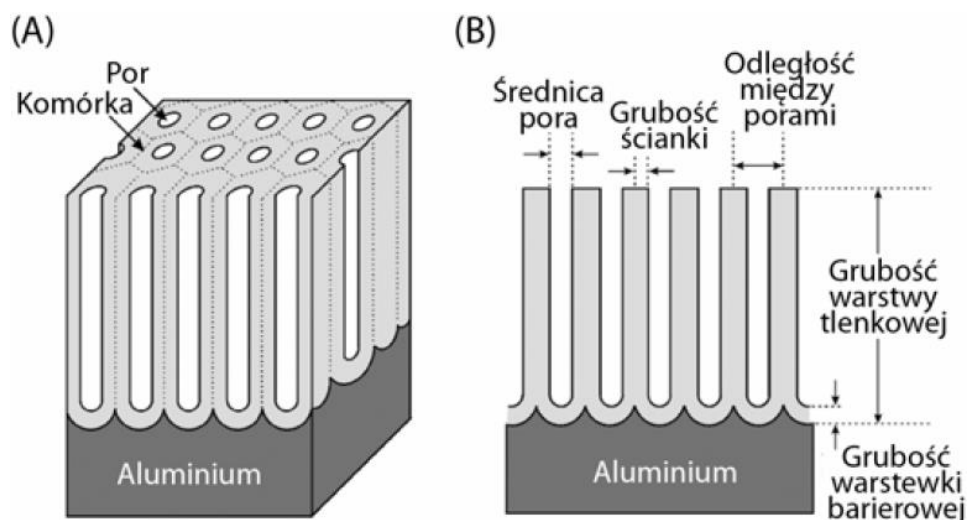 (A)
Por
Komórka
Aluminium
(B)
Średnica
pora
Grubość
ścianki
Odległość
między
porami
Grubość
warstwy
tlenkowej
Aluminium
Grubość
warstewki
barierowej